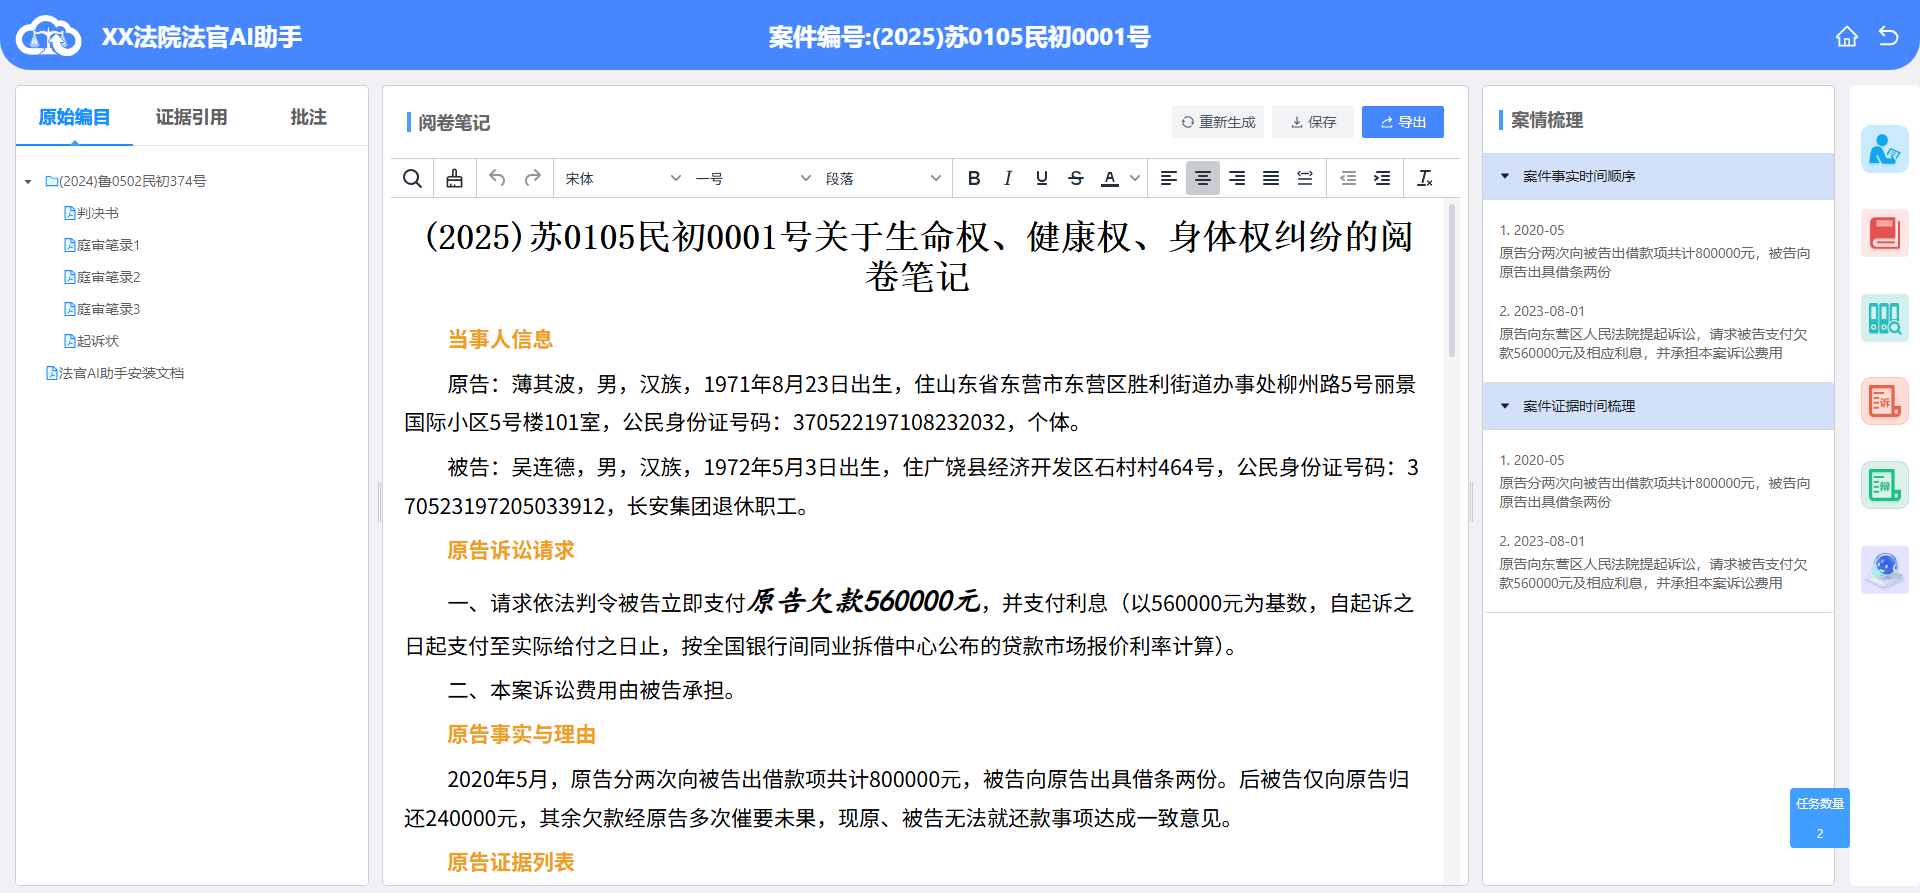 XX法院法官AI助手
案件编号:(2025)苏0105民初0001号
原始编目 证据引用 批注
(2024)鲁0502民初374号
判决书
庭审笔录1
庭审笔录2
庭审笔录3
起诉状
法官AI助手安装文档
阅卷笔记
重新生成 保存 导出
宋体 一号 段落
(2025)苏0105民初0001号关于生命权、健康权、身体权纠纷的阅
卷笔记
当事人信息
原告：薄其波，男，汉族，1971年8月23日出生，住山东省东营市东营区胜利街道办事处柳州路5号丽景
国际小区5号楼101室，公民身份证号码：370522197108232032，个体。
被告：吴连德，男，汉族，1972年5月3日出生，住广饶县经济开发区石村村464号，公民身份证号码：3
70523197205033912，长安集团退休职工。
原告诉讼请求
一、请求依法判令被告立即支付原告欠款560000元，并支付利息（以560000元为基数，自起诉之
日起支付至实际给付之日止，按全国银行间同业拆借中心公布的贷款市场报价利率计算）。
二、本案诉讼费用由被告承担。
原告事实与理由
2020年5月，原告分两次向被告出借款项共计800000元，被告向原告出具借条两份。后被告仅向原告归
还240000元，其余欠款经原告多次催要未果，现原、被告无法就还款事项达成一致意见。
原告证据列表
案情梳理
案件事实时间顺序
1. 2020-05
原告分两次向被告出借款项共计800000元，被告向
原告出具借条两份
2. 2023-08-01
原告向东营区人民法院提起诉讼，请求被告支付欠
款560000元及相应利息，并承担本案诉讼费用
案件证据时间梳理
1. 2020-05
原告分两次向被告出借款项共计800000元，被告向
原告出具借条两份
2. 2023-08-01
原告向东营区人民法院提起诉讼，请求被告支付欠
款560000元及相应利息，并承担本案诉讼费用
诉
辩
任务数量
2